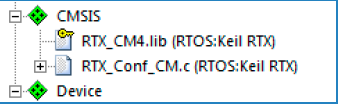 CMSIS
RTX_CM4.lib (RTOS:Keil RTX)
RTX_Conf_CM.c (RTOS:Keil RTX)
Device